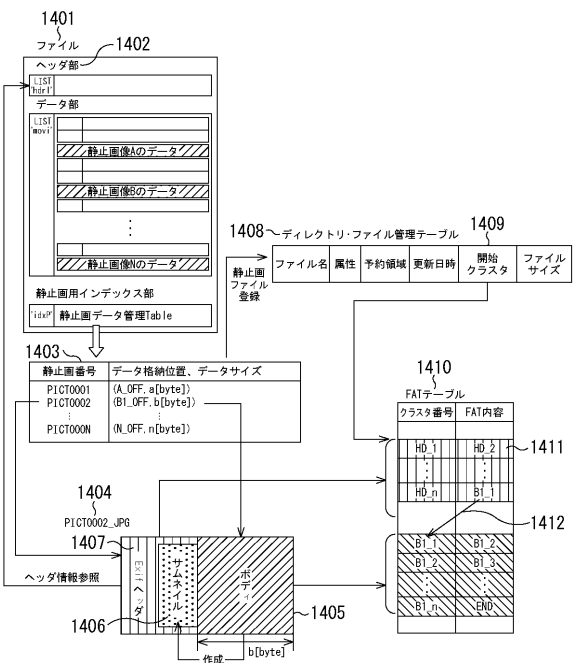 1401
ファイル
ヘッダ部
1402
LIST
'hdrl'
データ部
LIST
'movi'
静止画像Aのデータ
静止画像Bのデータ
静止画像Nのデータ
静止画用インデックス部
'idxP'
静止画データ管理Table
1403
静止画番号
データ格納位置、データサイズ
PICT0001
(A_OFF,a[byte])
PICT0002
(B1_OFF,b[byte])
PICT000N
(N_OFF,n[byte])
静止画
ファイル
登録
1408
ディレクトリ・ファイル管理テーブル
1409
ファイル名
属性
予約領域
更新日時
開始
クラスタ
ファイル
サイズ
1410
FATテーブル
クラスタ番号
FAT内容
HD_1
HD_2
HD_n
B1_1
1411
1412
B1_1
B1_2
B1_2
B1_3
B1_n
END
1404
PICT0002_JPG
1407
Exifヘッダ
サムネイル
ボディ
1406
1405
ヘッダ情報参照
作成
b[byte]